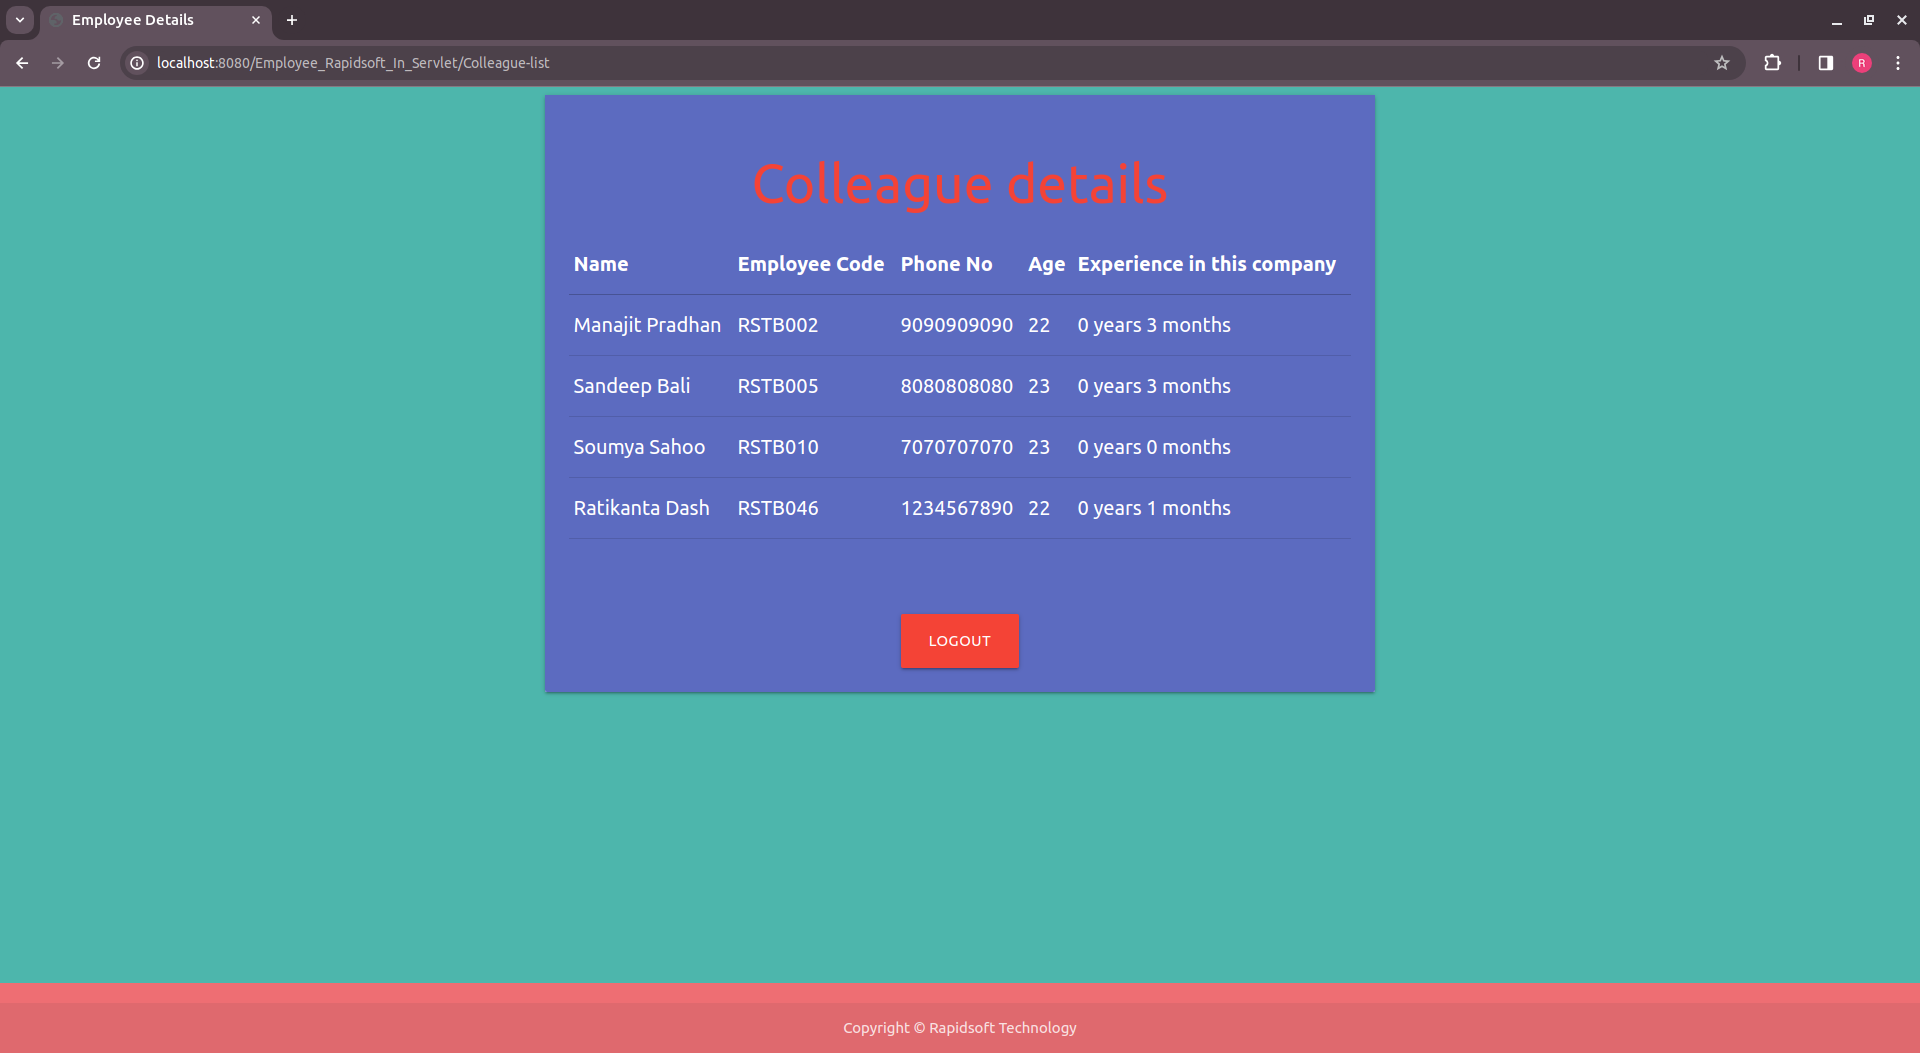 Employee Details
localhost:8080/Employee_Rapidsoft_In_Servlet/Colleague-list
R
Colleague details
Name Employee Code Phone No Age Experience in this company
Manajit Pradhan RSTB002 9090909090 22 0 years 3 months
Sandeep Bali RSTB005 8080808080 23 0 years 3 months
Soumya Sahoo RSTB010 7070707070 23 0 years 0 months
Ratikanta Dash RSTB046 1234567890 22 0 years 1 months
LOGOUT
Copyright © Rapidsoft Technology